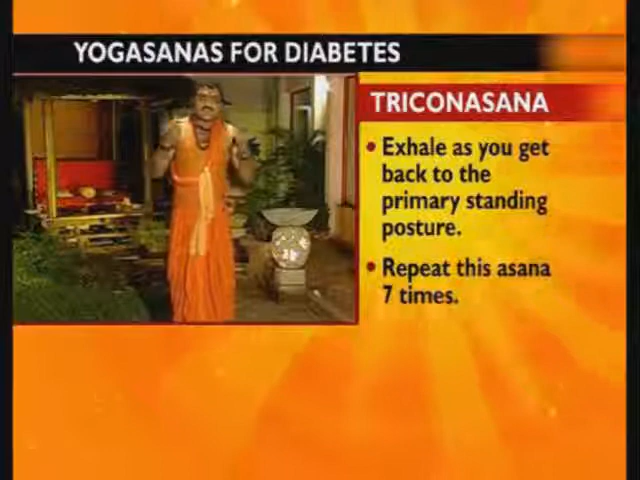 YOGASANAS FOR DIABETES
TRICONASANA
• Exhale as you get
back to the
primary standing
posture.
• Repeat this asana
7 times.